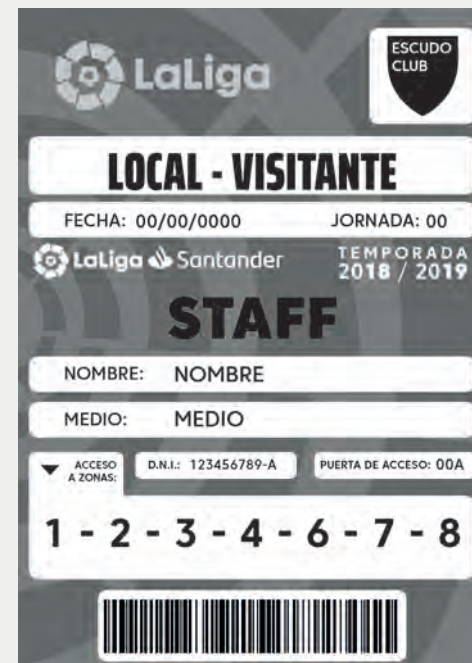 LaLiga
ESCUDO
CLUB
LOCAL - VISITANTE
FECHA: 00/00/0000 JORNADA: 00
LaLiga Santander
TEMPORADA
2018 / 2019
STAFF
NOMBRE: NOMBRE
MEDIO: MEDIO
ACCESO
A ZONAS:
D.N.I.: 123456789-A
PUERTA DE ACCESO: 00A
1 - 2 - 3 - 4 - 6 - 7 - 8